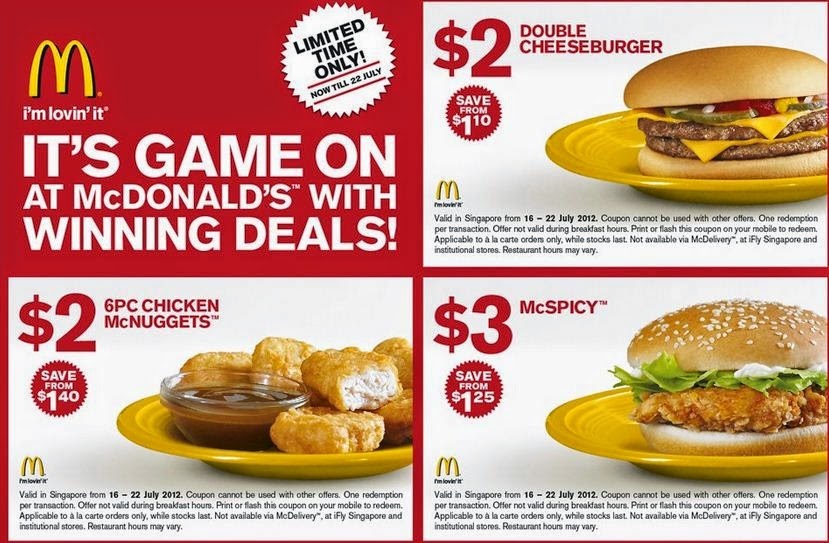 M
i'm lovin' it®
LIMITED
TIME
ONLY!
NOW TILL 22 JULY
IT'S GAME ON
AT McDONALD'S™ WITH
WINNING DEALS!
$2 DOUBLE
CHEESEBURGER
SAVE
FROM
$1.10
i'm lovin' it®
Valid in Singapore from 16 – 22 July 2012. Coupon cannot be used with other offers. One redemption
per transaction. Offer not valid during breakfast hours. Print or flash this coupon on your mobile to redeem.
Applicable to à la carte orders only, while stocks last. Not available via McDelivery™, at iFly Singapore and
institutional stores. Restaurant hours may vary.
$2 6PC CHICKEN
McNUGGETS™
SAVE
FROM
$1.40
i'm lovin' it®
Valid in Singapore from 16 – 22 July 2012. Coupon cannot be used with other offers. One redemption
per transaction. Offer not valid during breakfast hours. Print or flash this coupon on your mobile to redeem.
Applicable to à la carte orders only, while stocks last. Not available via McDelivery™, at iFly Singapore and
institutional stores. Restaurant hours may vary.
$3 McSPICY™
SAVE
FROM
$1.25
i'm lovin' it®
Valid in Singapore from 16 – 22 July 2012. Coupon cannot be used with other offers. One redemption
per transaction. Offer not valid during breakfast hours. Print or flash this coupon on your mobile to redeem.
Applicable to à la carte orders only, while stocks last. Not available via McDelivery™, at iFly Singapore and
institutional stores. Restaurant hours may vary.